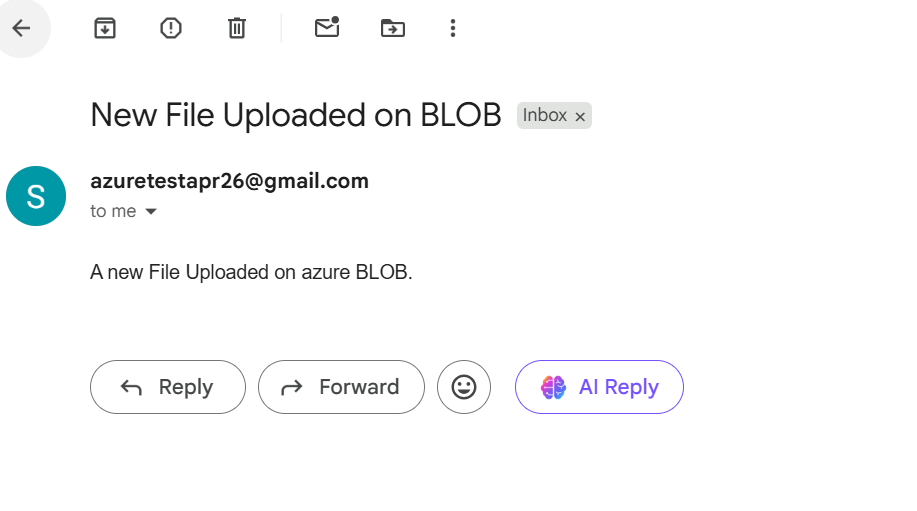 New File Uploaded on BLOB Inbox ×
S
azuretestapr26@gmail.com
to me
A new File Uploaded on azure BLOB.
Reply Forward AI Reply